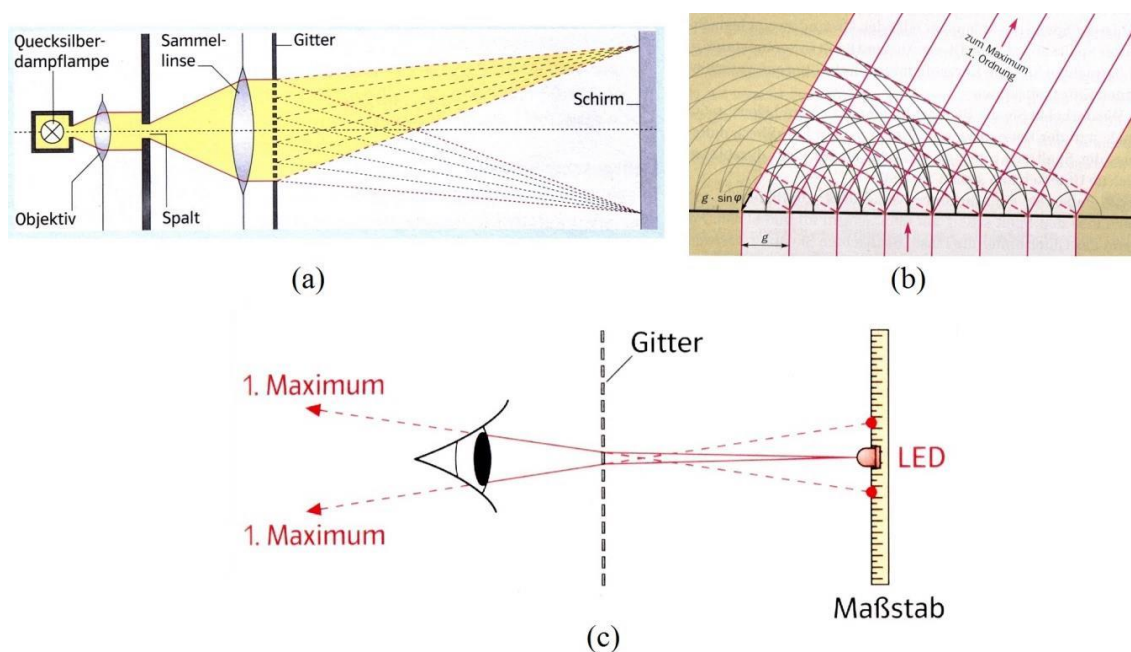 Quecksilber-
dampflampe
Sammel-
linse
Gitter
Schirm
Objektiv
Spalt
(a)
zum Maximum
1. Ordnung
g · sin φ
g
(b)
Gitter
1. Maximum
LED
1. Maximum
Maßstab
(c)